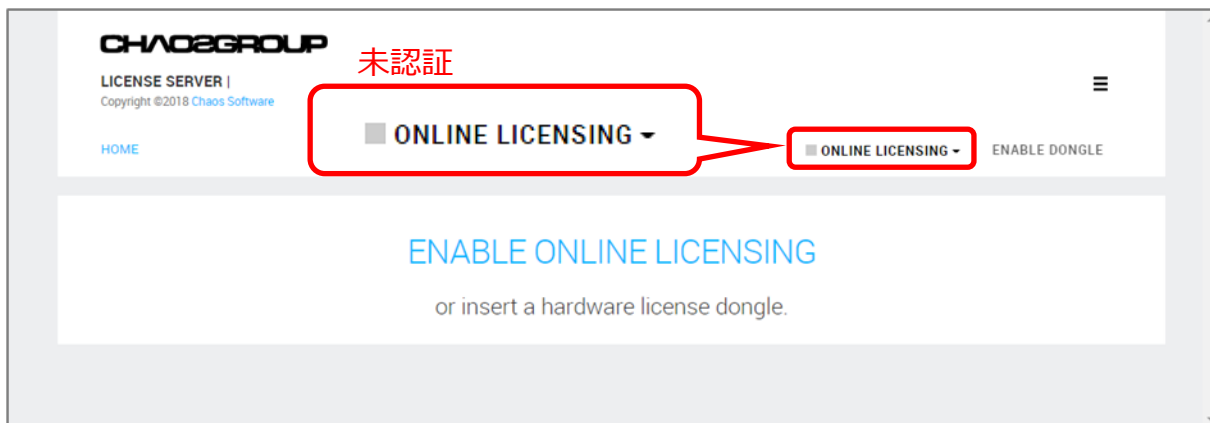 CHAOSGROUP
未認証
LICENSE SERVER |
Copyright ©2018 Chaos Software
ONLINE LICENSING
HOME
ONLINE LICENSING
ENABLE DONGLE
ENABLE ONLINE LICENSING
or insert a hardware license dongle.